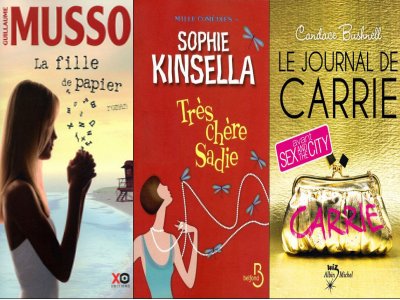 GUILLAUME
MUSSO
La fille
de papier
roman
XO
EDITIONS
MILLE COMÉDIES
SOPHIE
KINSELLA
Très
chère
Sadie
belfond
Candace Bushnell
LE JOURNAL DE
CARRIE
avant
SEX AND THE CITY
CARRIE
wiz
Albin Michel